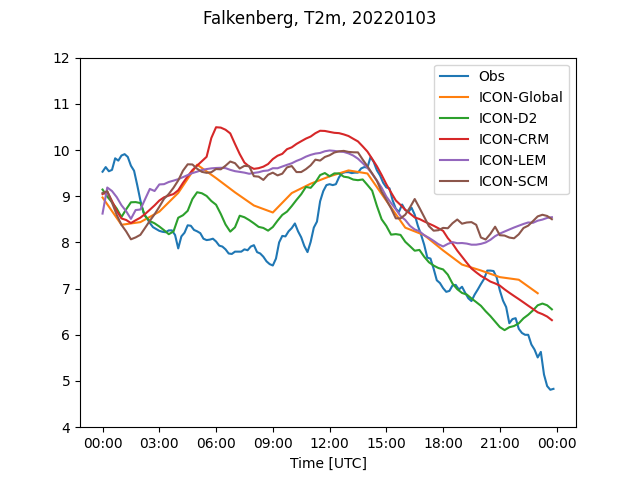 Falkenberg, T2m, 20220103
12
11
10
9
8
7
6
5
4
Obs
ICON-Global
ICON-D2
ICON-CRM
ICON-LEM
ICON-SCM
00:00 03:00 06:00 09:00 12:00 15:00 18:00 21:00 00:00
Time [UTC]